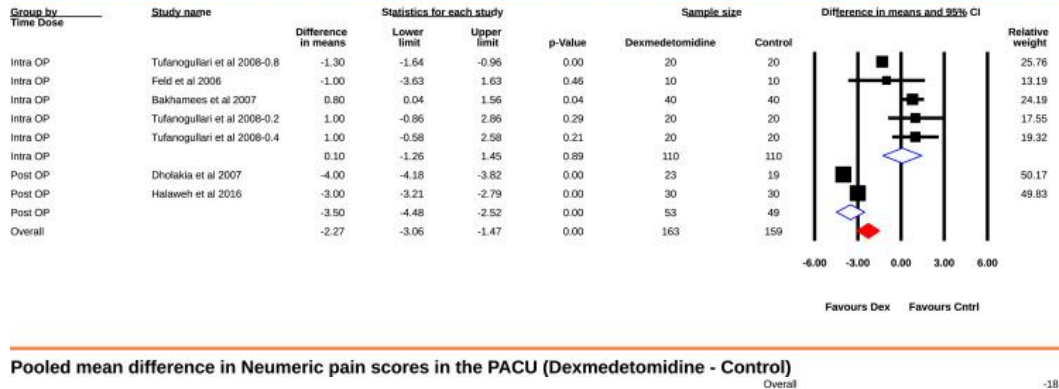 Group by Study name Statistics for each study Sample size Difference in means and 95% CI
Time Dose
Difference in means Lower limit Upper limit p-Value Dexmedetomidine Control Relative weight
Intra OP Tufanogullari et al 2008-0.8 -1.30 -1.64 -0.96 0.00 20 20 25.76
Intra OP Feld et al 2006 -1.00 -3.63 1.63 0.46 10 10 13.19
Intra OP Bakhamees et al 2007 0.80 0.04 1.56 0.04 40 40 24.19
Intra OP Tufanogullari et al 2008-0.2 1.00 -0.86 2.86 0.29 20 20 17.55
Intra OP Tufanogullari et al 2008-0.4 1.00 -0.58 2.58 0.21 20 20 19.32
Intra OP 0.10 -1.26 1.45 0.89 110 110
Post OP Dholakia et al 2007 -4.00 -4.18 -3.82 0.00 23 19 50.17
Post OP Halaweh et al 2016 -3.00 -3.21 -2.79 0.00 30 30 49.83
Post OP -3.50 -4.48 -2.52 0.00 53 49
Overall -2.27 -3.06 -1.47 0.00 163 159
-6.00 -3.00 0.00 3.00 6.00
Favours Dex Favours Cntrl
Pooled mean difference in Neumeric pain scores in the PACU (Dexmedetomidine - Control)
Overall -18